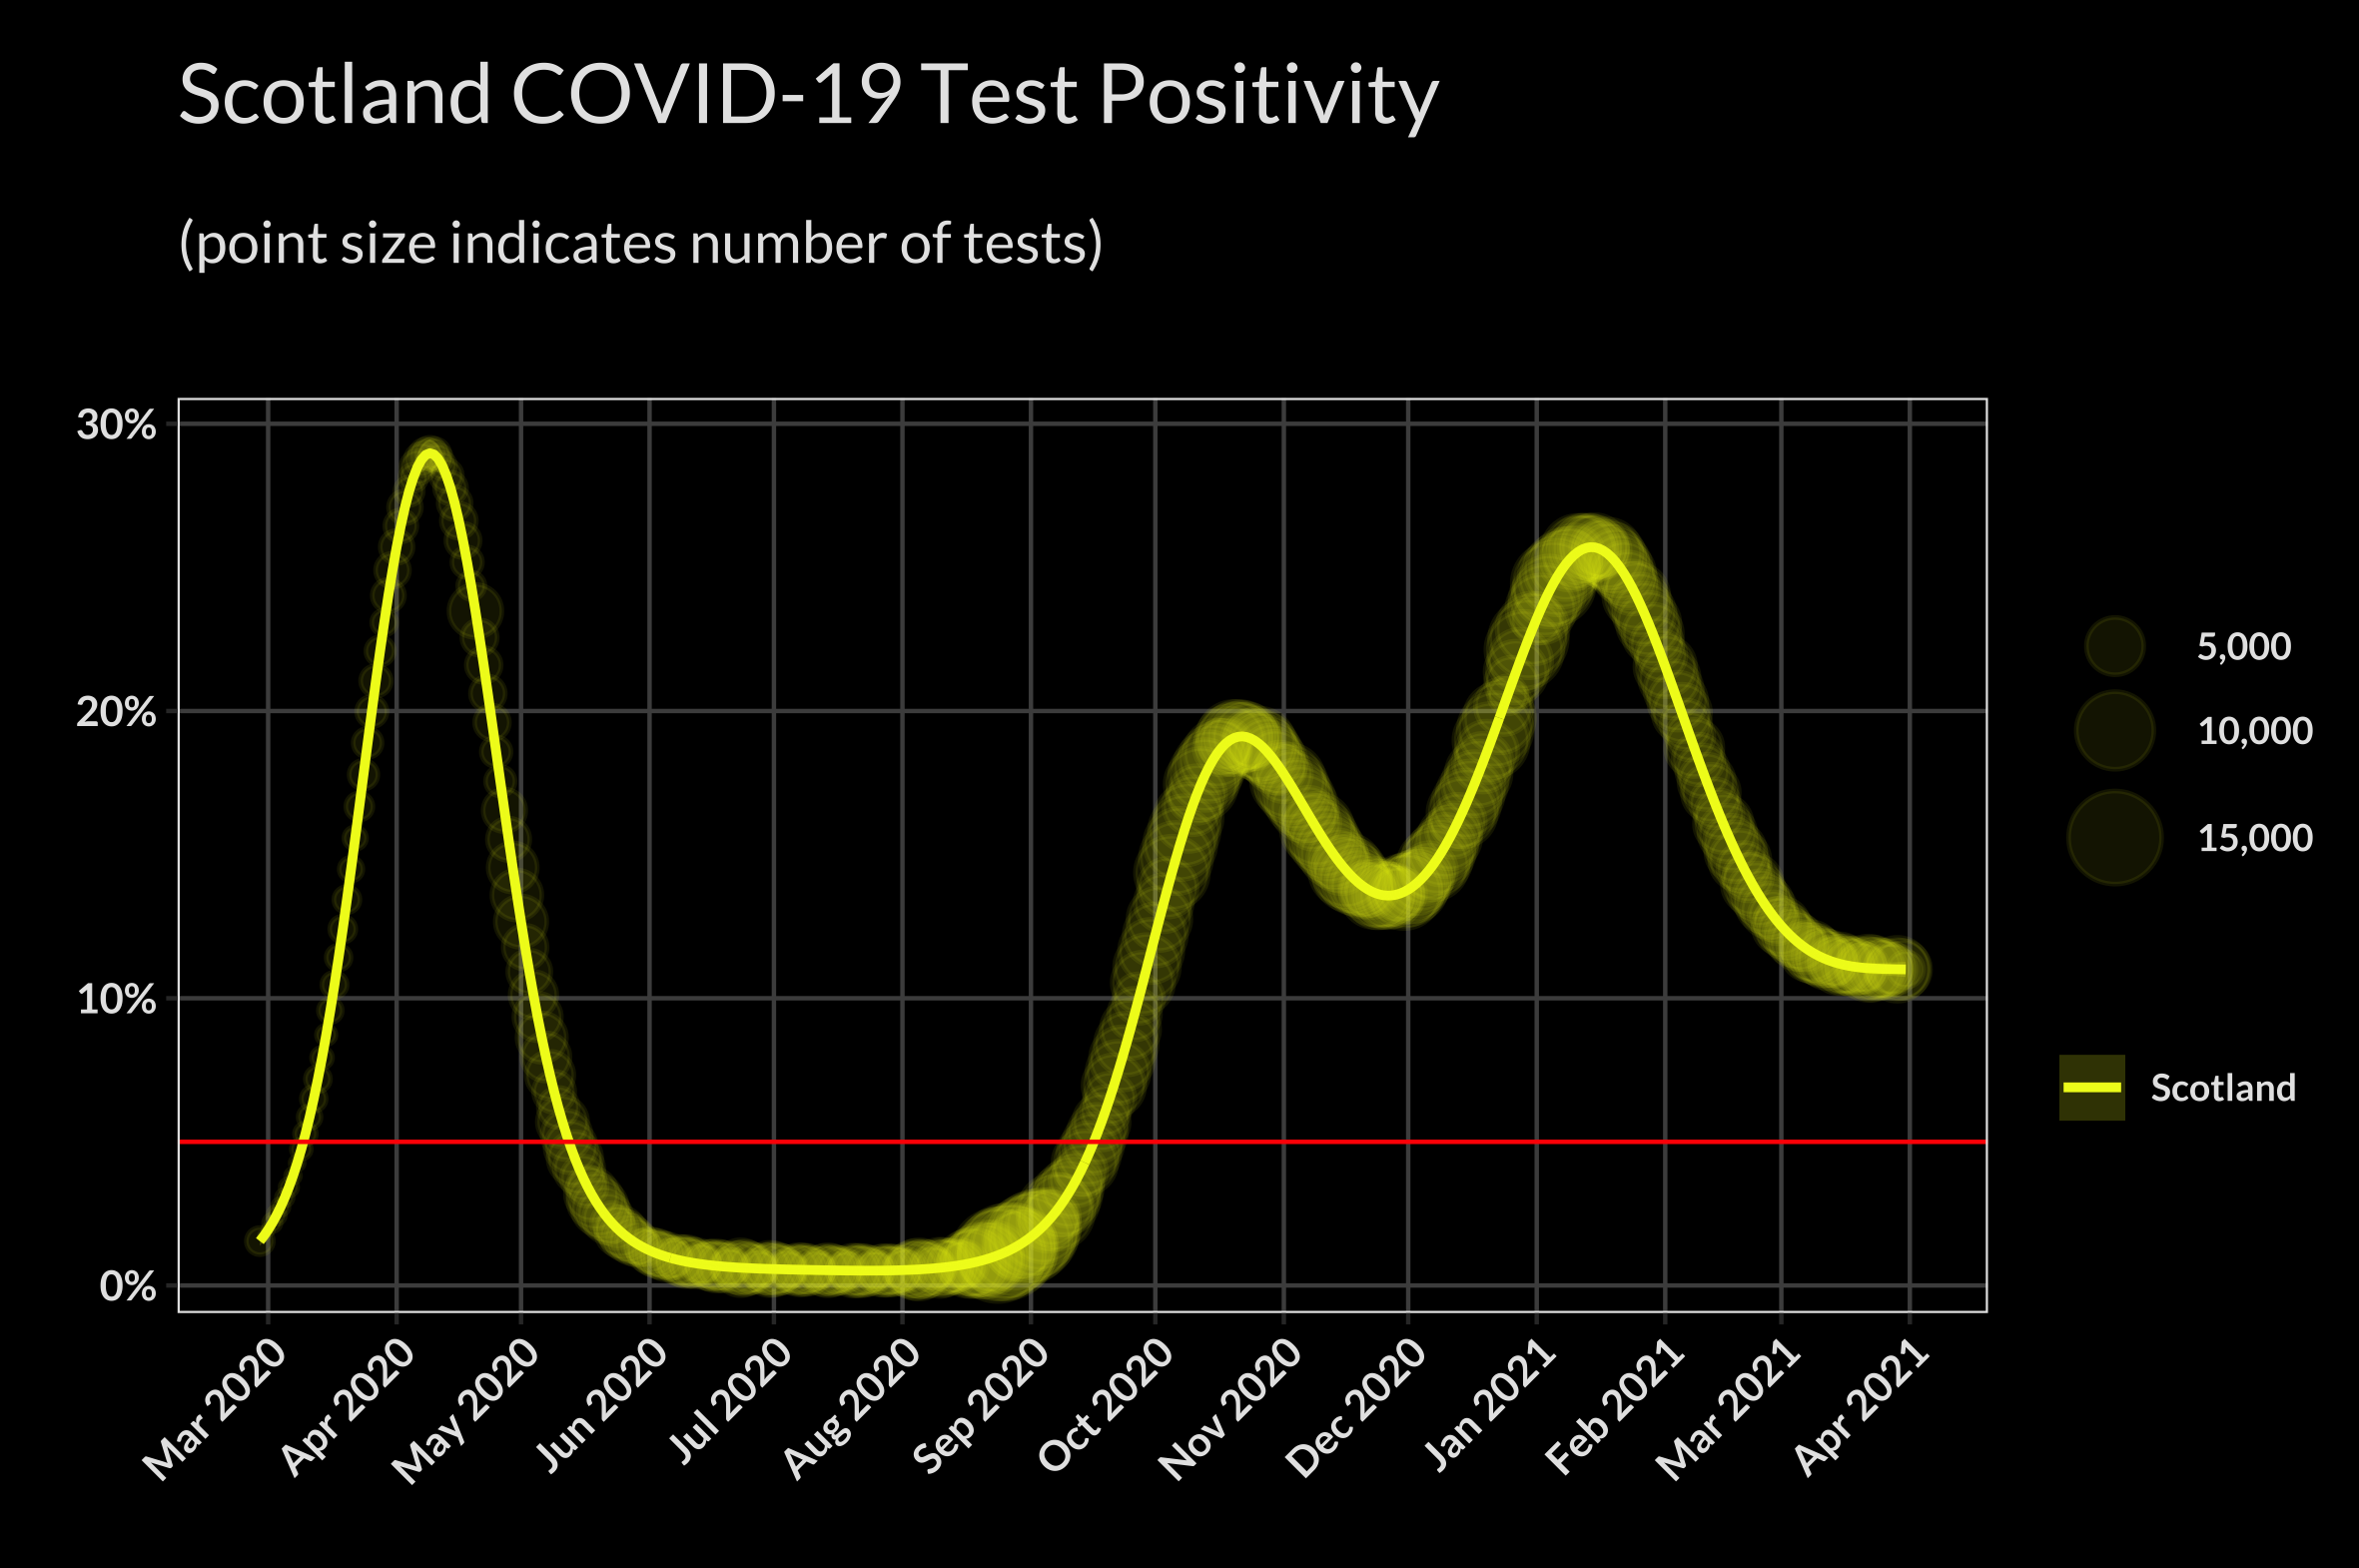 Scotland COVID-19 Test Positivity
(point size indicates number of tests)
30%
20%
10%
0%
5,000
10,000
15,000
Scotland
Mar 2020
Apr 2020
May 2020
Jun 2020
Jul 2020
Aug 2020
Sep 2020
Oct 2020
Nov 2020
Dec 2020
Jan 2021
Feb 2021
Mar 2021
Apr 2021